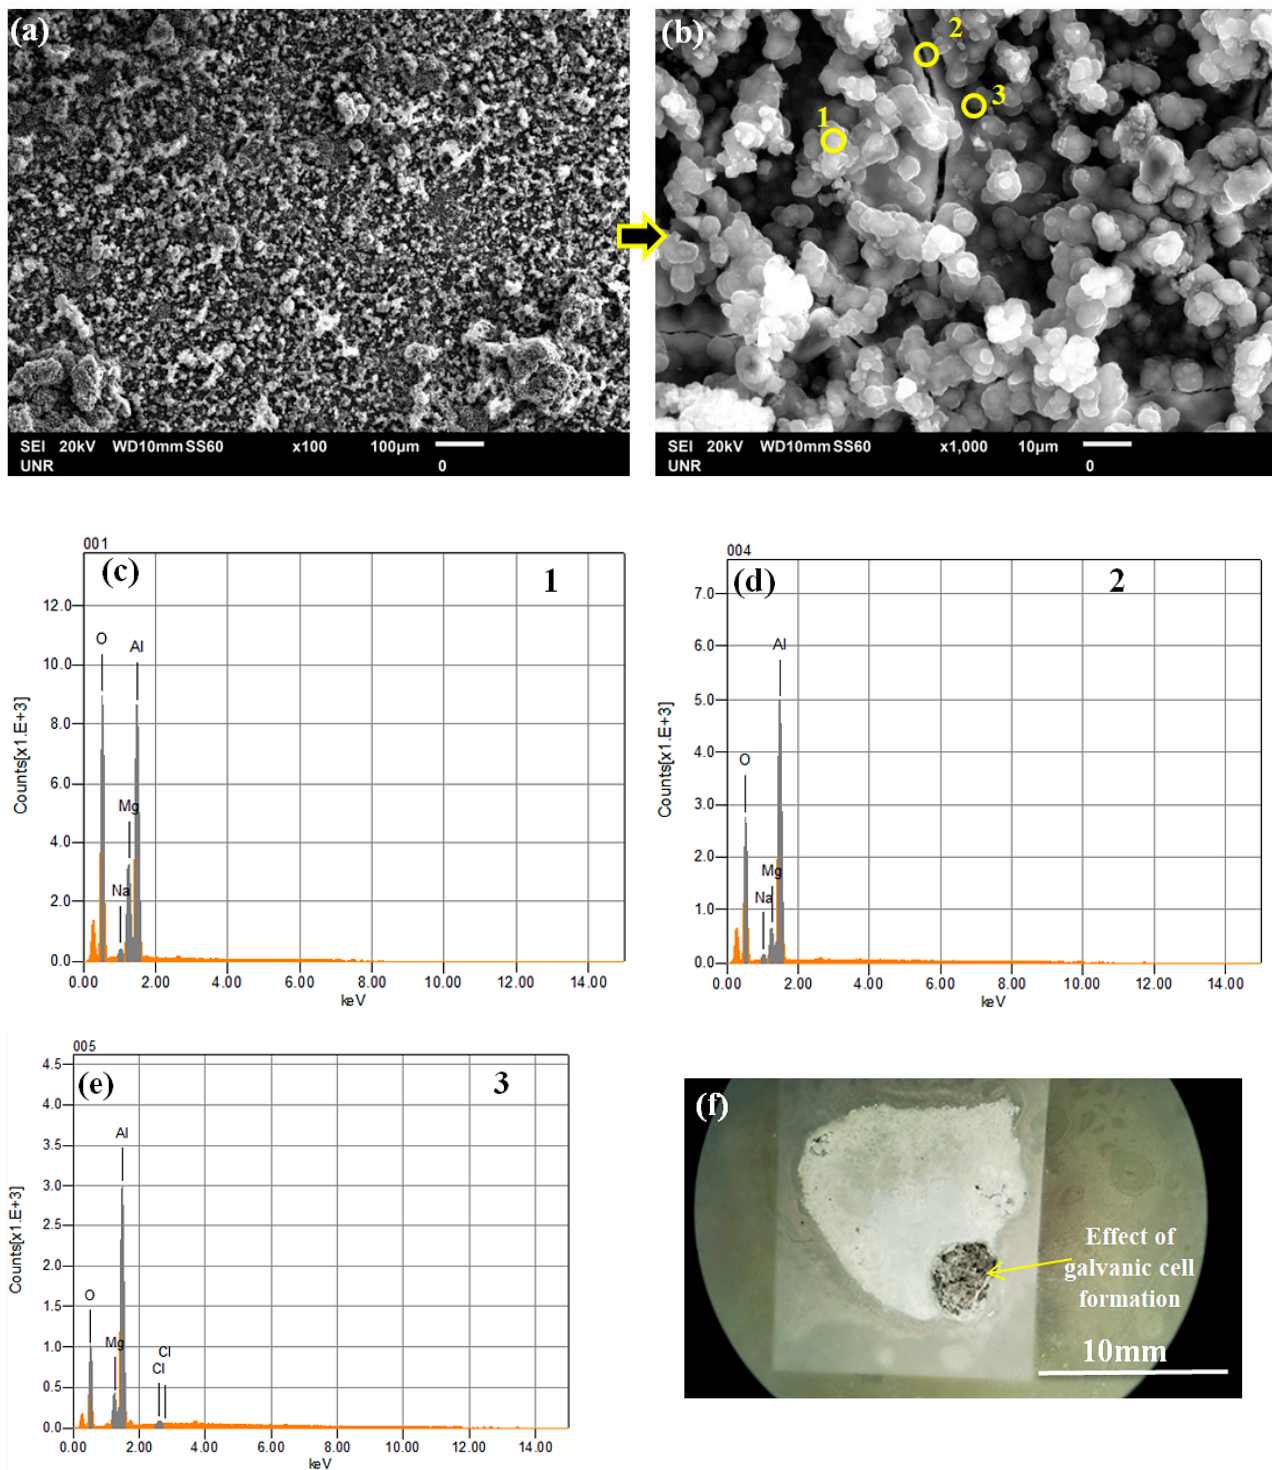 (a)
SEI 20kV WD10mmSS60 x100 100µm
UNR 0
(b)
1
2
3
SEI 20kV WD10mmSS60 x1,000 10µm
UNR 0
001
(c)
1
Counts[x1.E+3]
12.0
10.0
8.0
6.0
4.0
2.0
0.0
O
Al
Mg
Na
0.00 2.00 4.00 6.00 8.00 10.00 12.00 14.00
keV
004
(d)
2
Counts[x1.E+3]
7.0
6.0
5.0
4.0
3.0
2.0
1.0
0.0
Al
O
Mg
Na
0.00 2.00 4.00 6.00 8.00 10.00 12.00 14.00
keV
005
(e)
3
Counts[x1.E+3]
4.5
4.0
3.5
3.0
2.5
2.0
1.5
1.0
0.5
0.0
Al
O
Mg
Cl
Cl
0.00 2.00 4.00 6.00 8.00 10.00 12.00 14.00
keV
(f)
Effect of
galvanic cell
formation
10mm